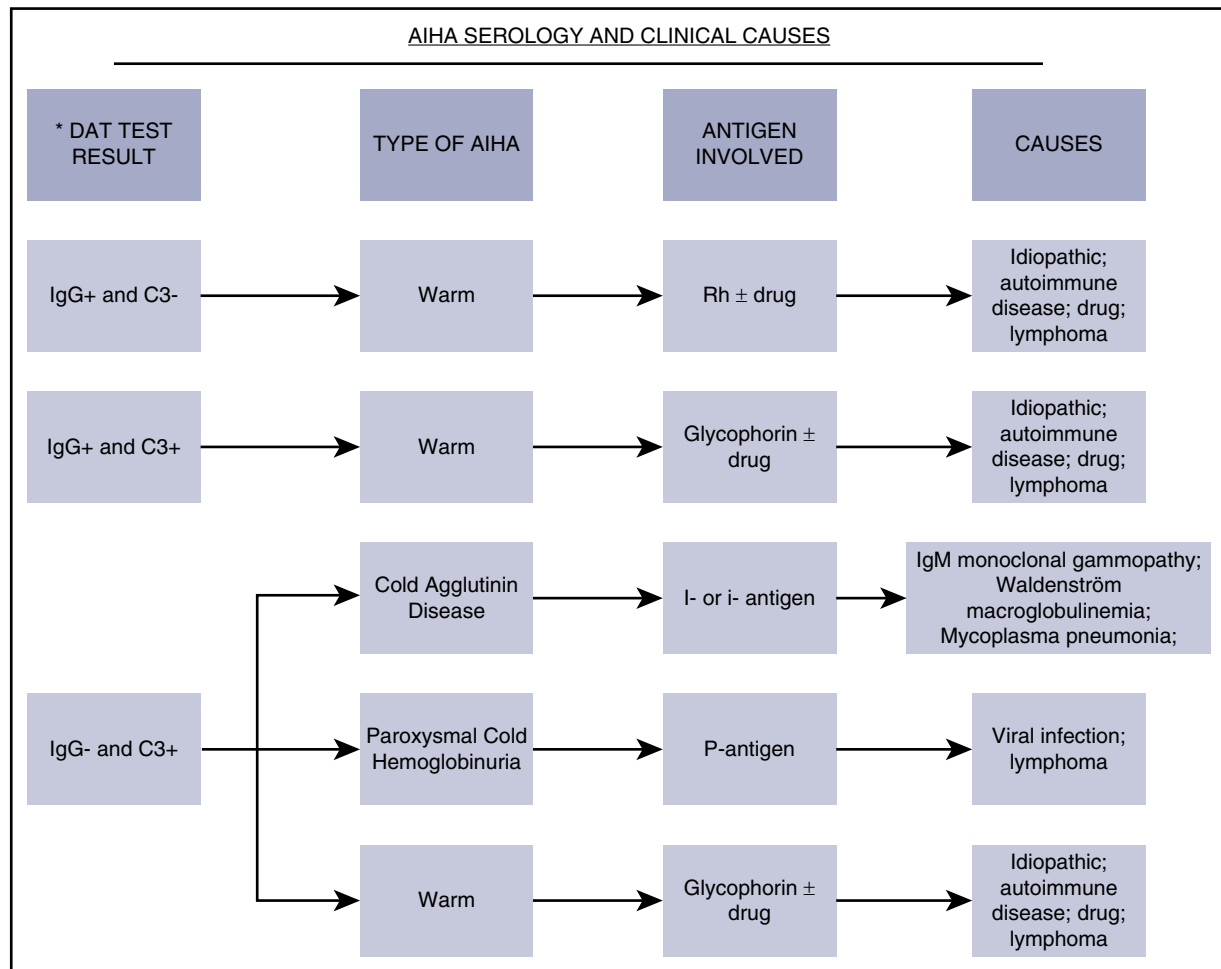 AIHA SEROLOGY AND CLINICAL CAUSES
* DAT TEST
RESULT
TYPE OF AIHA
ANTIGEN
INVOLVED
CAUSES
IgG+ and C3-
Warm
Rh ± drug
Idiopathic;
autoimmune
disease; drug;
lymphoma
IgG+ and C3+
Warm
Glycophorin ±
drug
Idiopathic;
autoimmune
disease; drug;
lymphoma
IgG- and C3+
Cold Agglutinin
Disease
I- or i- antigen
IgM monoclonal gammopathy;
Waldenström
macroglobulinemia;
Mycoplasma pneumonia;
Paroxysmal Cold
Hemoglobinuria
P-antigen
Viral infection;
lymphoma
Warm
Glycophorin ±
drug
Idiopathic;
autoimmune
disease; drug;
lymphoma